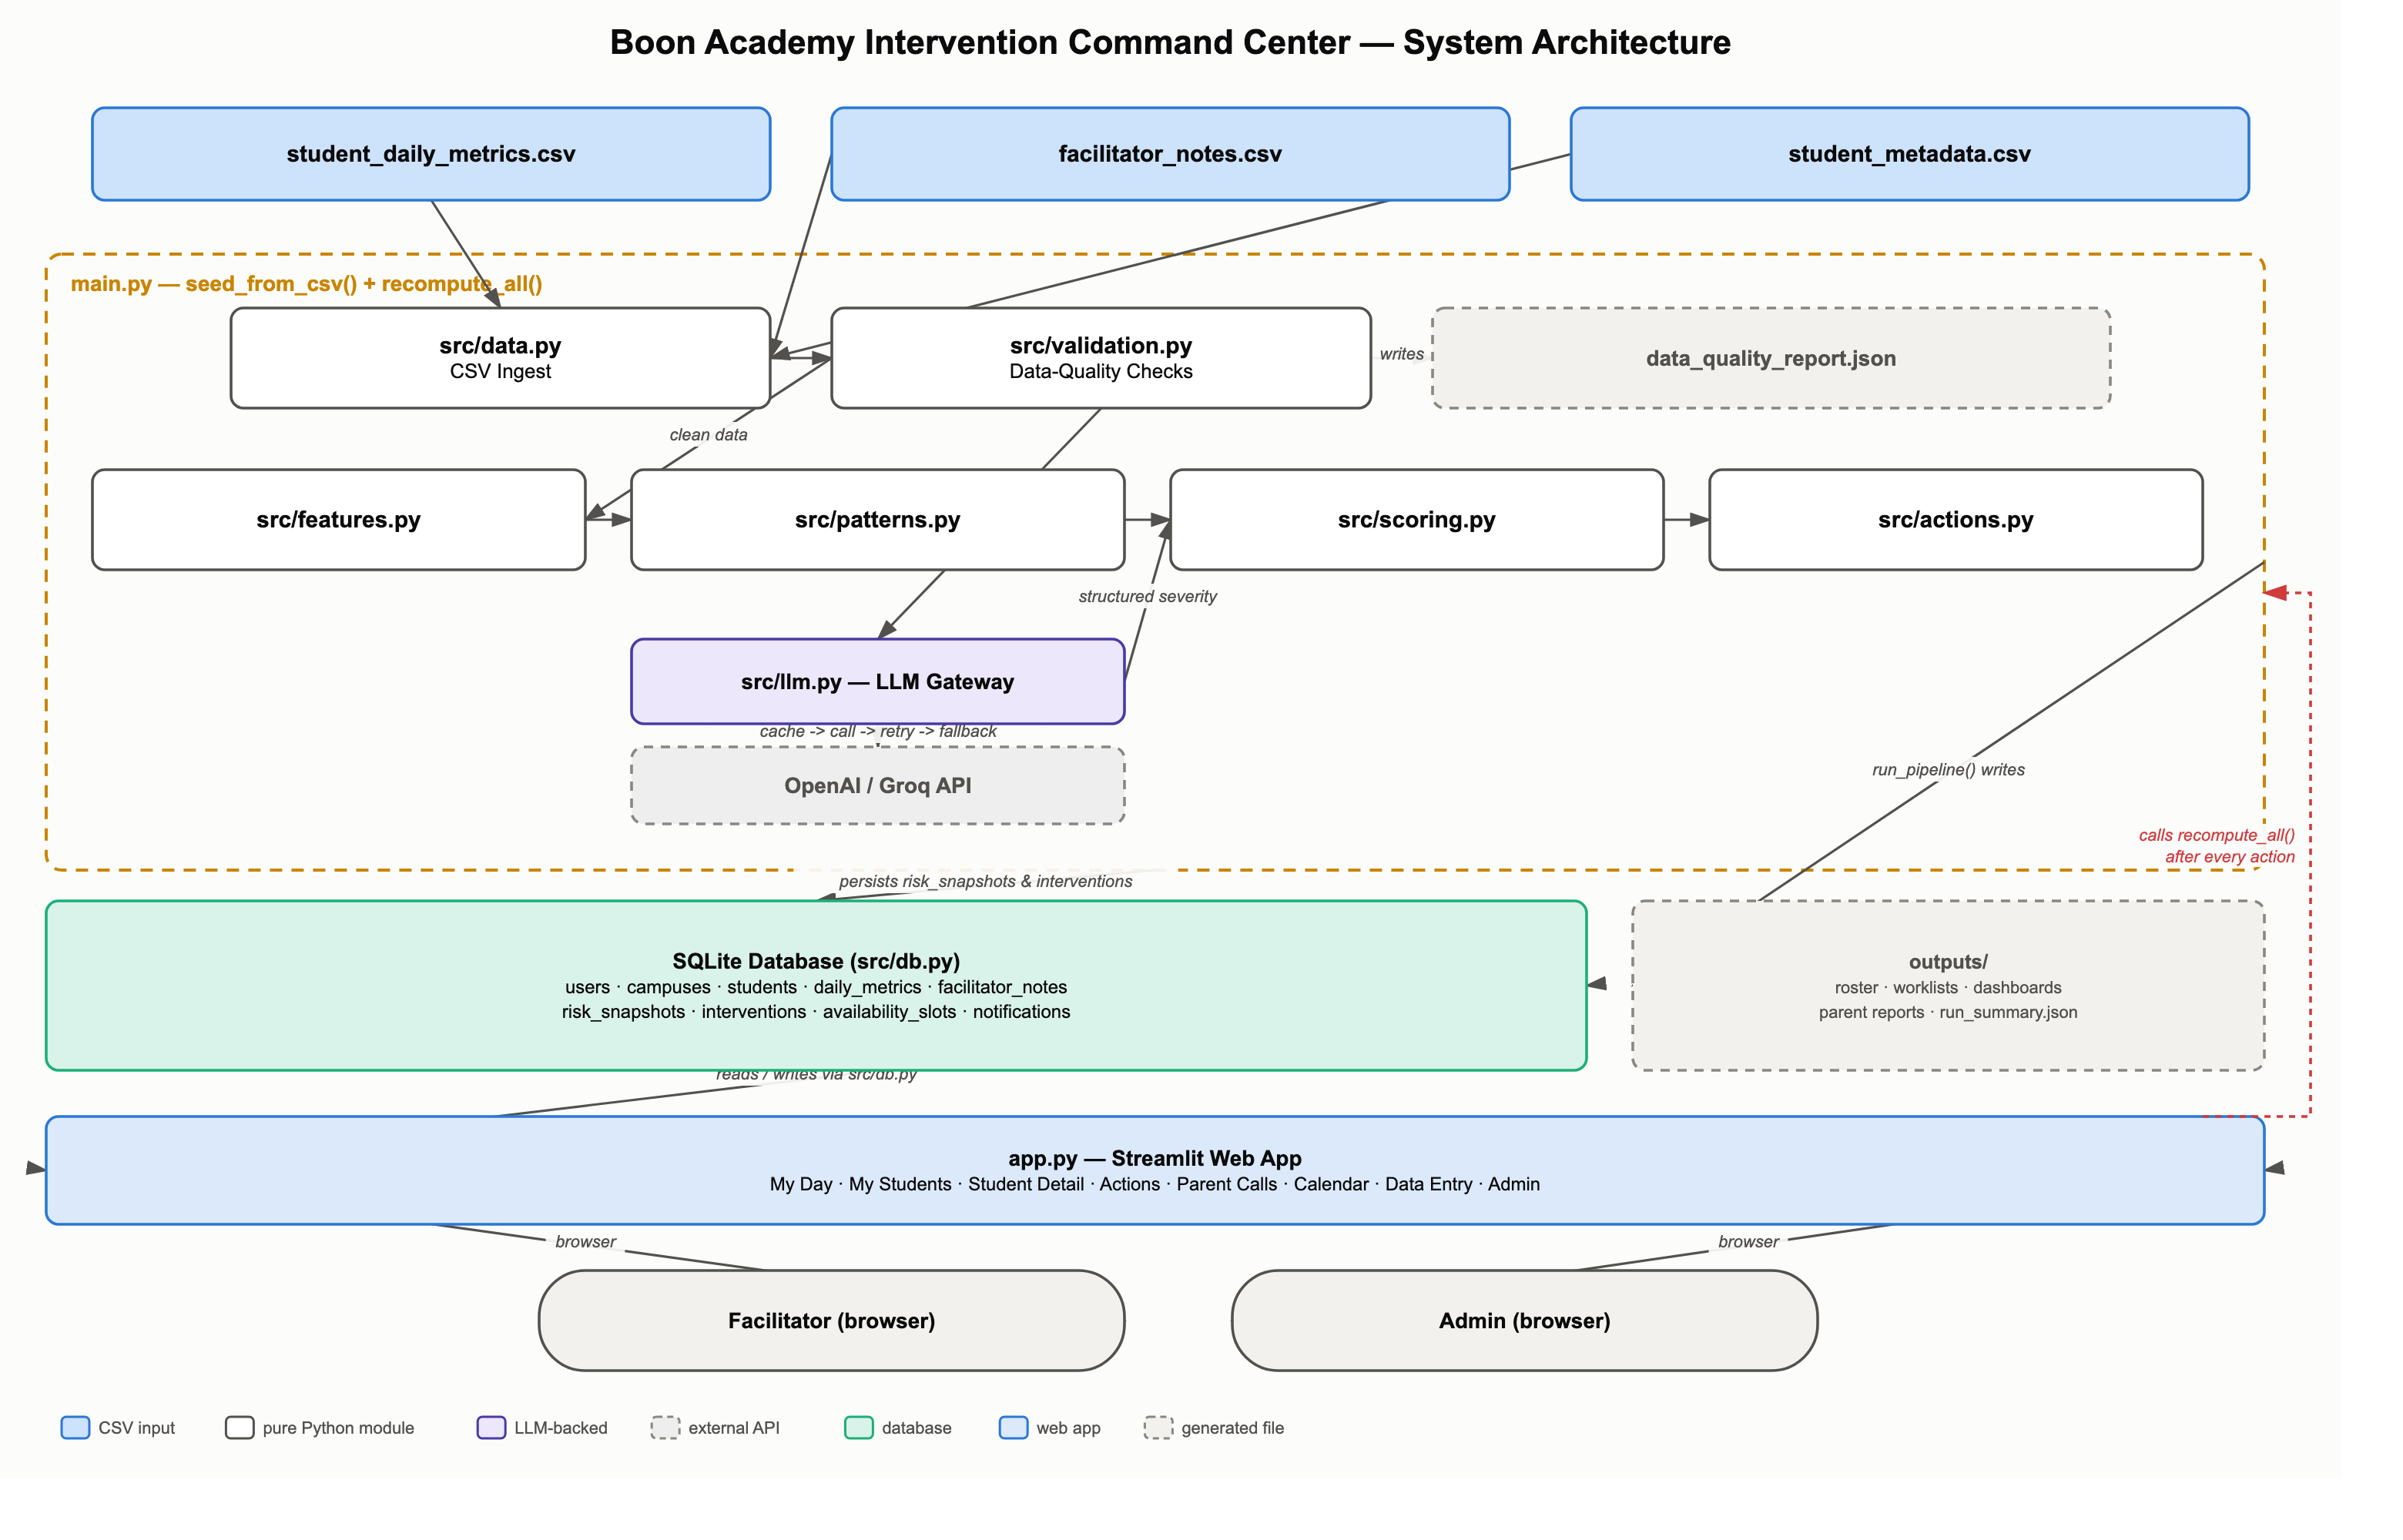 Boon Academy Intervention Command Center — System Architecture
student_daily_metrics.csv
facilitator_notes.csv
student_metadata.csv
main.py — seed_from_csv() + recompute_all()
src/data.py
CSV Ingest
src/validation.py
Data-Quality Checks
writes
data_quality_report.json
clean data
src/features.py
src/patterns.py
src/scoring.py
src/actions.py
structured severity
src/llm.py — LLM Gateway
cache -> call -> retry -> fallback
OpenAI / Groq API
run_pipeline() writes
calls recompute_all()
after every action
persists risk_snapshots & interventions
SQLite Database (src/db.py)
users · campuses · students · daily_metrics · facilitator_notes
risk_snapshots · interventions · availability_slots · notifications
outputs/
roster · worklists · dashboards
parent reports · run_summary.json
reads / writes via src/db.py
app.py — Streamlit Web App
My Day · My Students · Student Detail · Actions · Parent Calls · Calendar · Data Entry · Admin
browser
browser
Facilitator (browser)
Admin (browser)
CSV input
pure Python module
LLM-backed
external API
database
web app
generated file